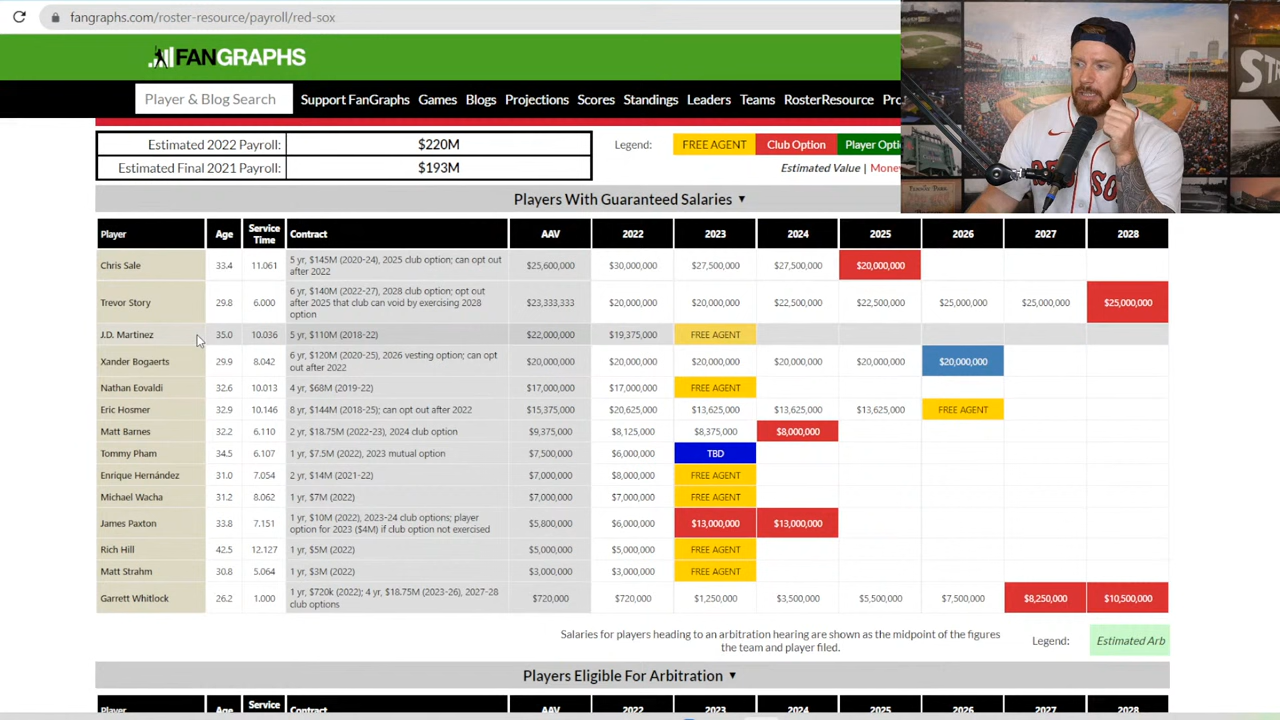 fangraphs.com/roster-resource/payroll/red-sox
FANGRAPHS
Player & Blog Search Support FanGraphs Games Blogs Projections Scores Standings Leaders Teams RosterResource
Estimated 2022 Payroll: $220M Legend: FREE AGENT Club Option Player
Estimated Final 2021 Payroll: $193M Estimated Value |
Players With Guaranteed Salaries ▼
Player Age Service Time Contract AAV 2022 2023 2024 2025 2026 2027 2028
Chris Sale 33.4 11.061 5 yr, $145M (2020-24), 2025 club option; can opt
after 2022 $25,600,000 $30,000,000 $27,500,000 $27,500,000 $20,000,000
Trevor Story 29.8 6.000 6 yr, $140M (2022-27), 2028 club option; opt
out after 2025 that club can void by exercising 2028
option $23,333,333 $20,000,000 $20,000,000 $22,500,000 $22,500,000 $25,000,000 $25,000,000 $25,000,000
J.D. Martinez 35.0 10.036 5 yr, $110M (2018-22) $22,000,000 $19,375,000 FREE AGENT
Xander Bogaerts 29.9 8.042 6 yr, $120M (2020-25), 2026 vesting option; can opt
out after 2022 $20,000,000 $20,000,000 $20,000,000 $20,000,000 $20,000,000 $20,000,000
Nathan Eovaldi 32.6 10.013 4 yr, $68M (2019-22) $17,000,000 $17,000,000 FREE AGENT
Eric Hosmer 32.9 10.146 8 yr, $144M (2018-25); can opt out after 2022 $15,375,000 $20,625,000 $13,625,000 $13,625,000 $13,625,000 FREE AGENT
Matt Barnes 32.2 6.110 2 yr, $18.75M (2022-23), 2024 club option $9,375,000 $8,125,000 $8,375,000 $8,000,000
Tommy Pham 34.5 6.107 1 yr, $7.5M (2022), 2023 mutual option $7,500,000 $6,000,000 TBD
Enrique Hernández 31.0 7.054 2 yr, $14M (2021-22) $7,000,000 $8,000,000 FREE AGENT
Michael Wacha 31.2 8.062 1 yr, $7M (2022) $7,000,000 $7,000,000 FREE AGENT
James Paxton 33.8 7.151 1 yr, $10M (2022), 2023-24 club options; player
option for 2023 ($4M) if club option not exercised $5,800,000 $6,000,000 $13,000,000 $13,000,000
Rich Hill 42.5 12.127 1 yr, $5M (2022) $5,000,000 $5,000,000 FREE AGENT
Matt Strahm 30.8 5.064 1 yr, $3M (2022) $3,000,000 $3,000,000 FREE AGENT
Garrett Whitlock 26.2 1.000 1 yr, $720k (2022); 4 yr, $18.75M (2023-26), 2027-28
club options $720,000 $720,000 $1,250,000 $3,500,000 $5,500,000 $7,500,000 $8,250,000 $10,500,000
Salaries for players heading to an arbitration hearing are shown as the midpoint of the figures
the team and player filed.
Legend: Estimated Arb
Players Eligible For Arbitration ▼
Player Age Service Contract AAV 2022 2023 2024 2025 2026 2027 2028